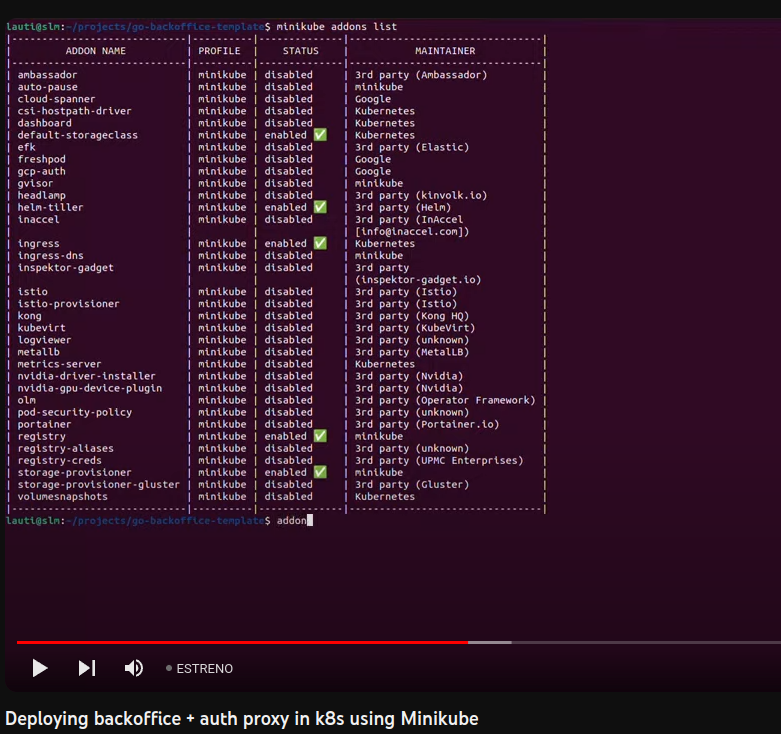 lauti@slm:~/projects/go-backoffice-template$ minikube addons list
|-----------------------------|----------|--------------|--------------------------------|
| ADDON NAME | PROFILE | STATUS | MAINTAINER |
|-----------------------------|----------|--------------|--------------------------------|
| ambassador | minikube | disabled | 3rd party (Ambassador) |
| auto-pause | minikube | disabled | minikube |
| cloud-spanner | minikube | disabled | Google |
| csi-hostpath-driver | minikube | disabled | Kubernetes |
| dashboard | minikube | disabled | Kubernetes |
| default-storageclass | minikube | enabled ✅ | Kubernetes |
| efk | minikube | disabled | 3rd party (Elastic) |
| freshpod | minikube | disabled | Google |
| gcp-auth | minikube | disabled | Google |
| gvisor | minikube | disabled | minikube |
| headlamp | minikube | disabled | 3rd party (kinvolk.io) |
| helm-tiller | minikube | enabled ✅ | 3rd party (Helm) |
| inaccel | minikube | disabled | 3rd party (InAccel |
| | | | [info@inaccel.com]) |
| ingress | minikube | enabled ✅ | Kubernetes |
| ingress-dns | minikube | disabled | minikube |
| inspektor-gadget | minikube | disabled | 3rd party |
| | | | (inspektor-gadget.io) |
| istio | minikube | disabled | 3rd party (Istio) |
| istio-provisioner | minikube | disabled | 3rd party (Istio) |
| kong | minikube | disabled | 3rd party (Kong HQ) |
| kubevirt | minikube | disabled | 3rd party (KubeVirt) |
| logviewer | minikube | disabled | 3rd party (unknown) |
| metallb | minikube | disabled | 3rd party (MetalLB) |
| metrics-server | minikube | disabled | Kubernetes |
| nvidia-driver-installer | minikube | disabled | 3rd party (Nvidia) |
| nvidia-gpu-device-plugin | minikube | disabled | 3rd party (Nvidia) |
| olm | minikube | disabled | 3rd party (Operator Framework) |
| pod-security-policy | minikube | disabled | 3rd party (unknown) |
| portainer | minikube | disabled | 3rd party (Portainer.io) |
| registry | minikube | enabled ✅ | minikube |
| registry-aliases | minikube | disabled | 3rd party (unknown) |
| registry-creds | minikube | disabled | 3rd party (UPMC Enterprises) |
| storage-provisioner | minikube | enabled ✅ | minikube |
| storage-provisioner-gluster | minikube | disabled | 3rd party (Gluster) |
| volumesnapshots | minikube | disabled | Kubernetes |
|-----------------------------|----------|--------------|--------------------------------|
lauti@slm:~/projects/go-backoffice-template$ addon
ESTRENO
Deploying backoffice + auth proxy in k8s using Minikube